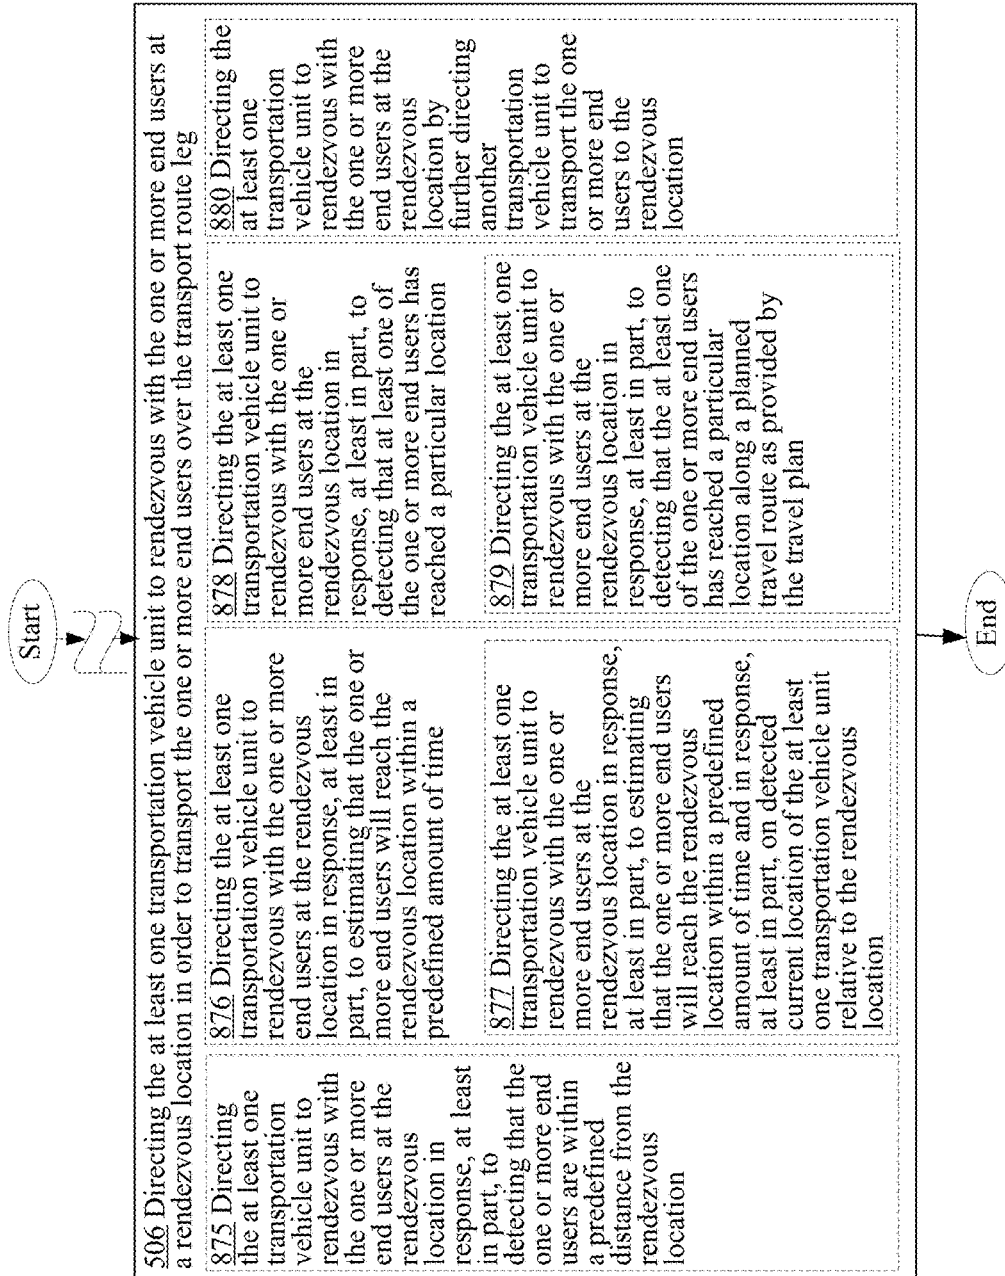 Start
506 Directing the at least one transportation vehicle unit to rendezvous with the one or more end users at
a rendezvous location in order to transport the one or more end users over the transport route leg
875 Directing
the at least one
transportation
vehicle unit to
rendezvous with
the one or more
end users at the
rendezvous
location in
response, at least
in part, to
detecting that the
one or more end
users are within
a predefined
distance from the
rendezvous
location
876 Directing the at least one
transportation vehicle unit to
rendezvous with the one or more
end users at the rendezvous
location in response, at least in
part, to estimating that the one or
more end users will reach the
rendezvous location within a
predefined amount of time
877 Directing the at least one
transportation vehicle unit to
rendezvous with the one or
more end users at the
rendezvous location in response,
at least in part, to estimating
that the one or more end users
will reach the rendezvous
location within a predefined
amount of time and in response,
at least in part, on detected
current location of the at least
one transportation vehicle unit
relative to the rendezvous
location
878 Directing the at least one
transportation vehicle unit to
rendezvous with the one or
more end users at the
rendezvous location in
response, at least in part, to
detecting that at least one of
the one or more end users has
reached a particular location
879 Directing the at least one
transportation vehicle unit to
rendezvous with the one or
more end users at the
rendezvous location in
response, at least in part, to
detecting that the at least one
of the one or more end users
has reached a particular
location along a planned
travel route as provided by
the travel plan
880 Directing the
at least one
transportation
vehicle unit to
rendezvous with
the one or more
end users at the
rendezvous
location by
further directing
another
transportation
vehicle unit to
transport the one
or more end
users to the
rendezvous
location
End